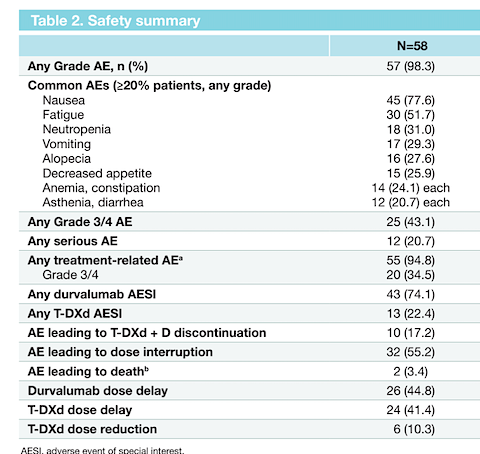 Table 2. Safety summary
N=58
Any Grade AE, n (%) 57 (98.3)
Common AEs (≥20% patients, any grade)
Nausea 45 (77.6)
Fatigue 30 (51.7)
Neutropenia 18 (31.0)
Vomiting 17 (29.3)
Alopecia 16 (27.6)
Decreased appetite 15 (25.9)
Anemia, constipation 14 (24.1) each
Asthenia, diarrhea 12 (20.7) each
Any Grade 3/4 AE 25 (43.1)
Any serious AE 12 (20.7)
Any treatment-related AEᵃ 55 (94.8)
Grade 3/4 20 (34.5)
Any durvalumab AESI 43 (74.1)
Any T-DXd AESI 13 (22.4)
AE leading to T-DXd + D discontinuation 10 (17.2)
AE leading to dose interruption 32 (55.2)
AE leading to deathᵇ 2 (3.4)
Durvalumab dose delay 26 (44.8)
T-DXd dose delay 24 (41.4)
T-DXd dose reduction 6 (10.3)
AESI, adverse event of special interest.